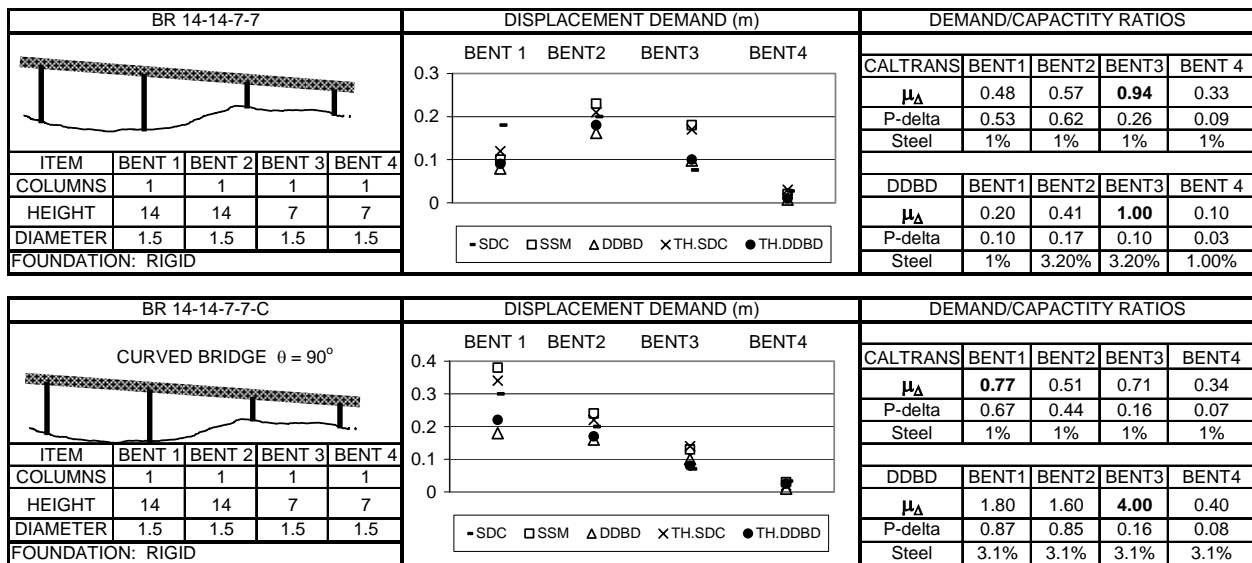 BR 14-14-7-7 DISPLACEMENT DEMAND (m) DEMAND/CAPACTITY RATIOS
BENT 1 BENT2 BENT3 BENT4
0.3
0.2
0.1
0
-SDC □SSM △DDBD ×TH.SDC ●TH.DDBD
ITEM BENT 1 BENT 2 BENT 3 BENT 4
COLUMNS 1 1 1 1
HEIGHT 14 14 7 7
DIAMETER 1.5 1.5 1.5 1.5
FOUNDATION: RIGID
CALTRANS BENT1 BENT2 BENT3 BENT 4
μΔ 0.48 0.57 0.94 0.33
P-delta 0.53 0.62 0.26 0.09
Steel 1% 1% 1% 1%
DDBD BENT1 BENT2 BENT3 BENT 4
μΔ 0.20 0.41 1.00 0.10
P-delta 0.10 0.17 0.10 0.03
Steel 1% 3.20% 3.20% 1.00%
BR 14-14-7-7-C DISPLACEMENT DEMAND (m) DEMAND/CAPACTITY RATIOS
CURVED BRIDGE θ = 90°
BENT 1 BENT2 BENT3 BENT4
0.4
0.3
0.2
0.1
0
-SDC □SSM △DDBD ×TH.SDC ●TH.DDBD
ITEM BENT 1 BENT 2 BENT 3 BENT 4
COLUMNS 1 1 1 1
HEIGHT 14 14 7 7
DIAMETER 1.5 1.5 1.5 1.5
FOUNDATION: RIGID
CALTRANS BENT1 BENT2 BENT3 BENT4
μΔ 0.77 0.51 0.71 0.34
P-delta 0.67 0.44 0.16 0.07
Steel 1% 1% 1% 1%
DDBD BENT1 BENT2 BENT3 BENT4
μΔ 1.80 1.60 4.00 0.40
P-delta 0.87 0.85 0.16 0.08
Steel 3.1% 3.1% 3.1% 3.1%